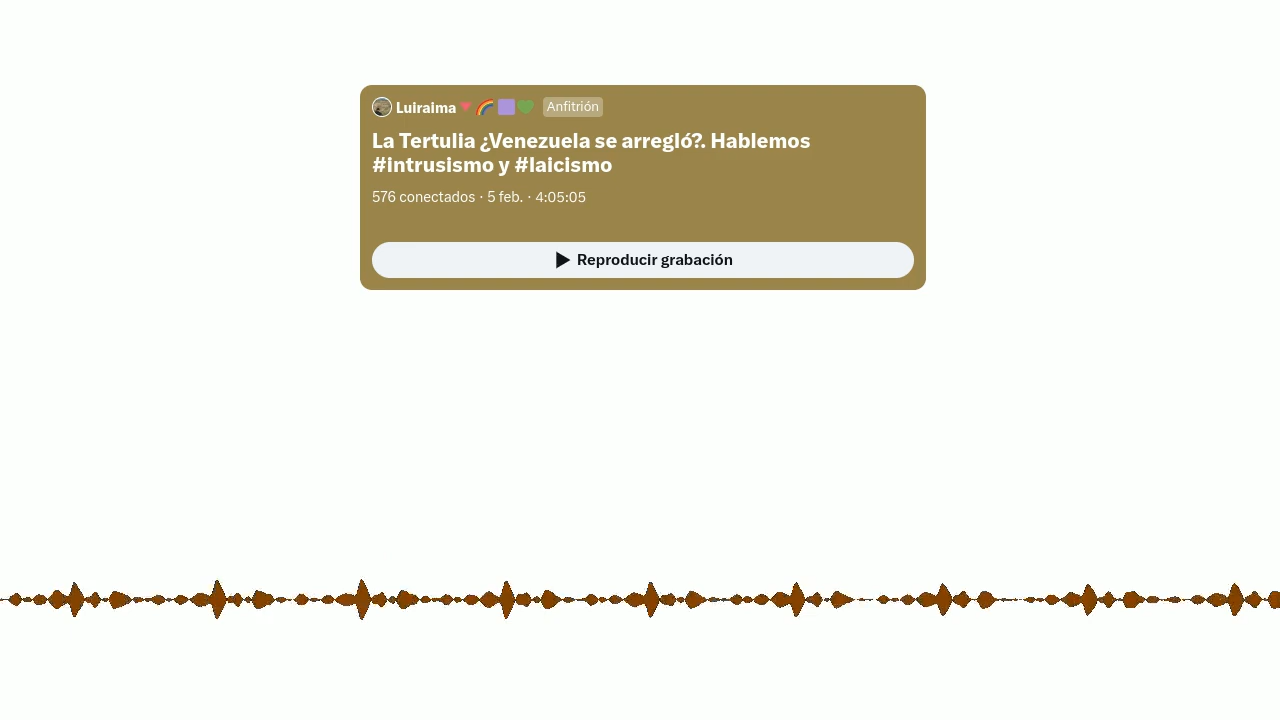 Luiraima🔻🌈🟪💚 Anfitrión
La Tertulia ¿Venezuela se arregló?. Hablemos
#intrusismo y #laicismo
576 conectados · 5 feb. · 4:05:05
Reproducir grabación